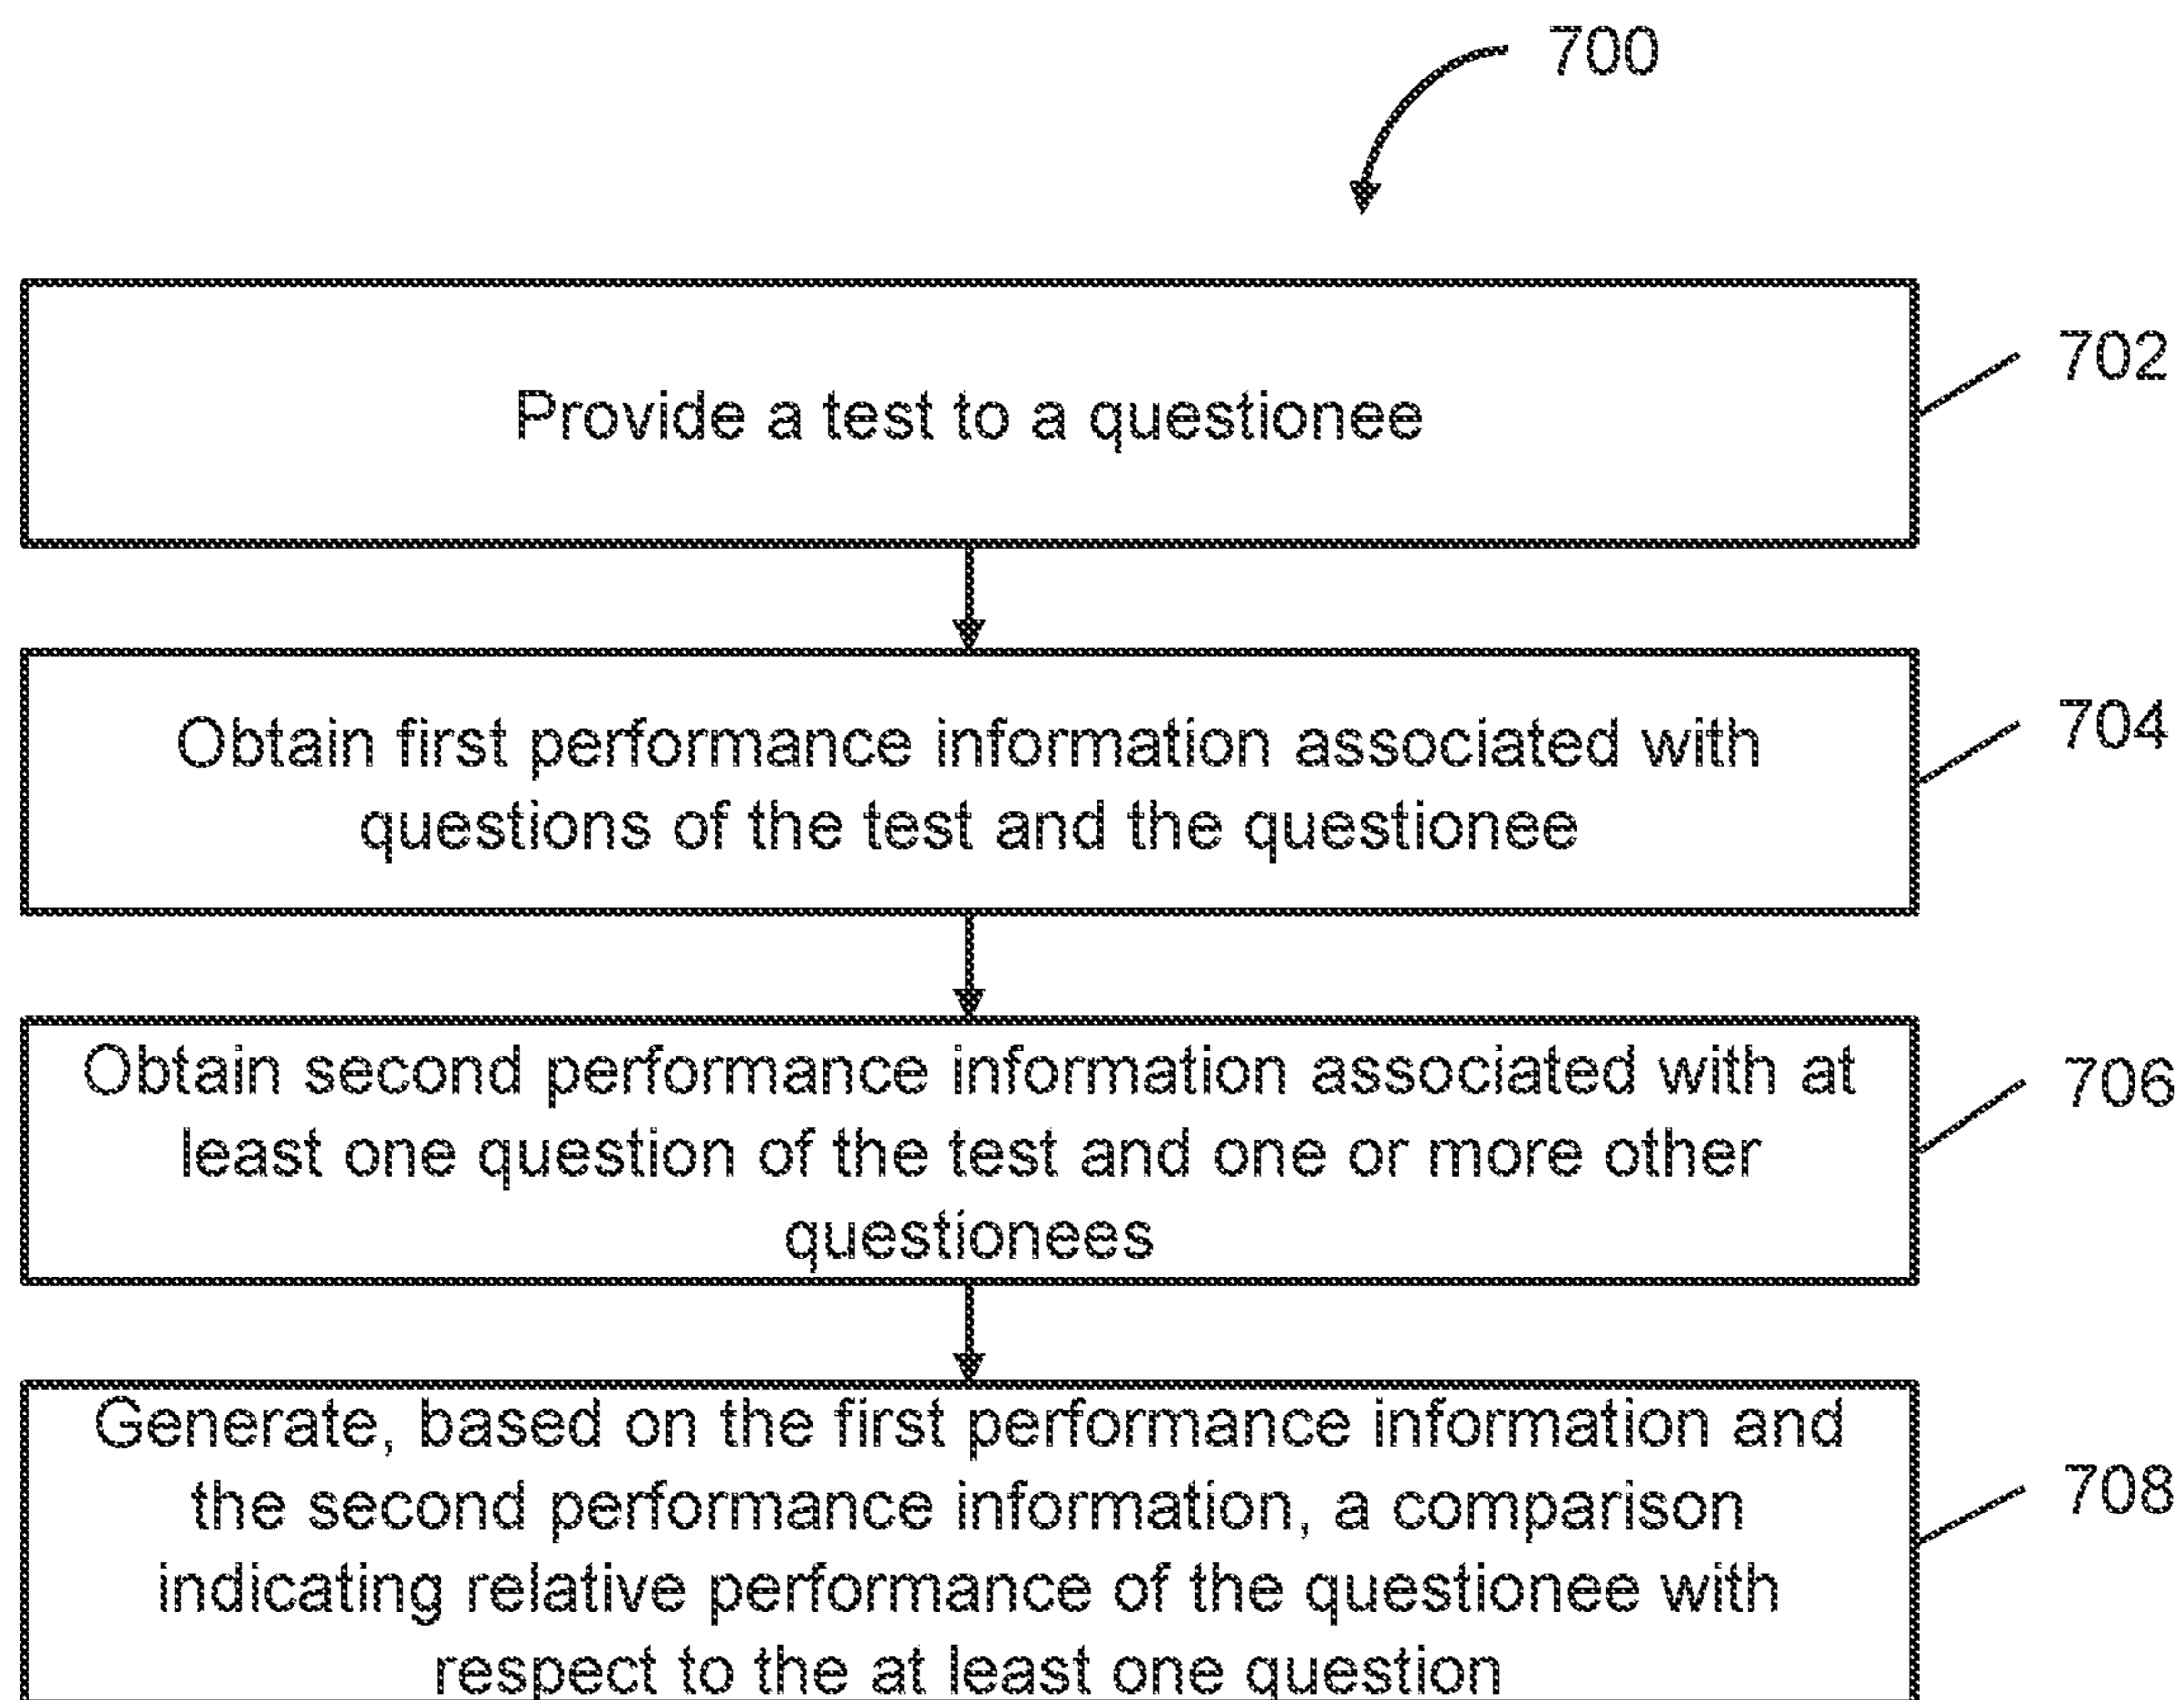 700
Provide a test to a questionee
702
Obtain first performance information associated with
questions of the test and the questionee
704
Obtain second performance information associated with at
least one question of the test and one or more other
questionees
706
Generate, based on the first performance information and
the second performance information, a comparison
indicating relative performance of the questionee with
respect to the at least one question
708